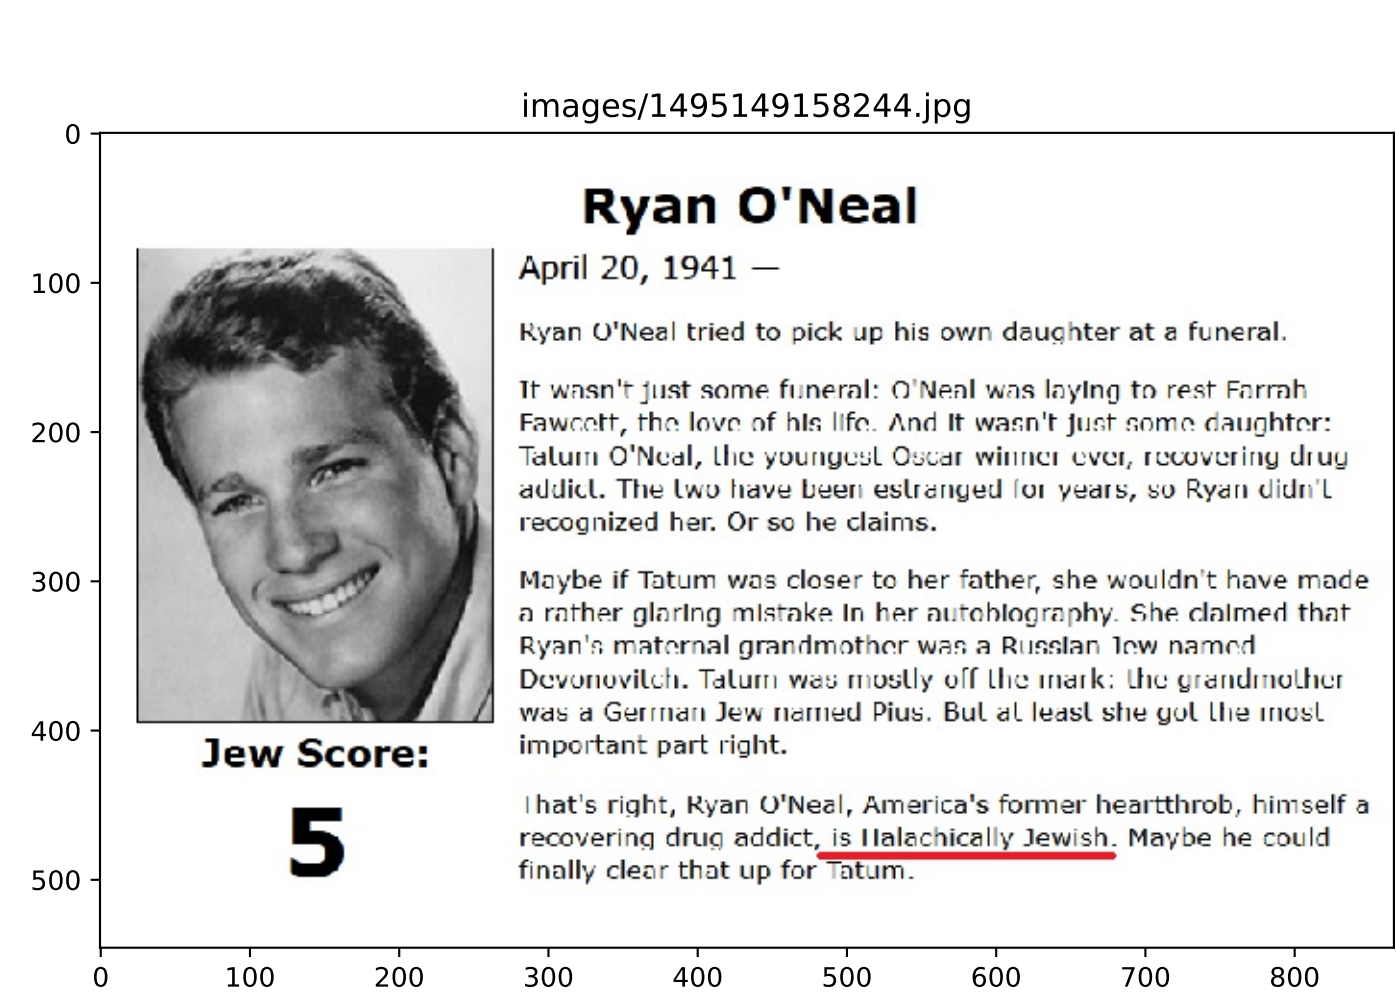 images/1495149158244.jpg
0
100
200
300
400
500
Ryan O'Neal
April 20, 1941 —
Ryan O'Neal tried to pick up his own daughter at a funeral.
It wasn't just some funeral: O'Neal was laying to rest Farrah
Fawcett, the love of his life. And it wasn't just some daughter:
Tatum O'Neal, the youngest Oscar winner ever, recovering drug
addict. The two have been estranged for years, so Ryan didn't
recognized her. Or so he claims.
Maybe if Tatum was closer to her father, she wouldn't have made
a rather glaring mistake in her autobiography. She claimed that
Ryan's maternal grandmother was a Russian Jew named
Devonovitch. Tatum was mostly off the mark: the grandmother
was a German Jew named Pius. But at least she got the most
important part right.
That's right, Ryan O'Neal, America's former heartthrob, himself a
recovering drug addict, is Halachically Jewish. Maybe he could
finally clear that up for Tatum.
Jew Score:
5
0 100 200 300 400 500 600 700 800